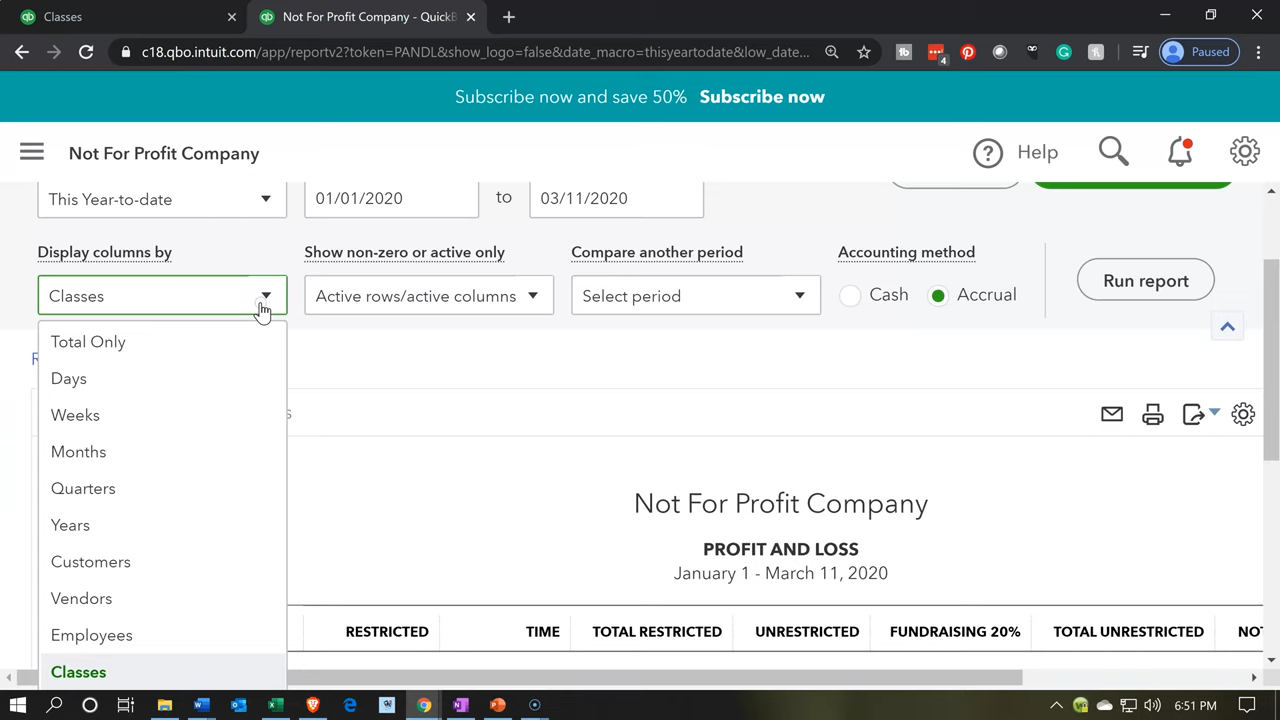 Classes
Not For Profit Company - QuickB
c18.qbo.intuit.com/app/reportv2?token=PANDL&show_logo=false&date_macro=thisyeartodate&low_date...
4
Paused
Subscribe now and save 50% Subscribe now
Not For Profit Company
Help
This Year-to-date
01/01/2020
to
03/11/2020
Display columns by
Show non-zero or active only
Compare another period
Accounting method
Classes
Active rows/active columns
Select period
Cash
Accrual
Run report
Total Only
R
Days
Weeks
s
Months
Quarters
Not For Profit Company
Years
PROFIT AND LOSS
Customers
January 1 - March 11, 2020
Vendors
Employees
RESTRICTED
TIME
TOTAL RESTRICTED
UNRESTRICTED
FUNDRAISING 20%
TOTAL UNRESTRICTED
NO
Classes
6:51 PM